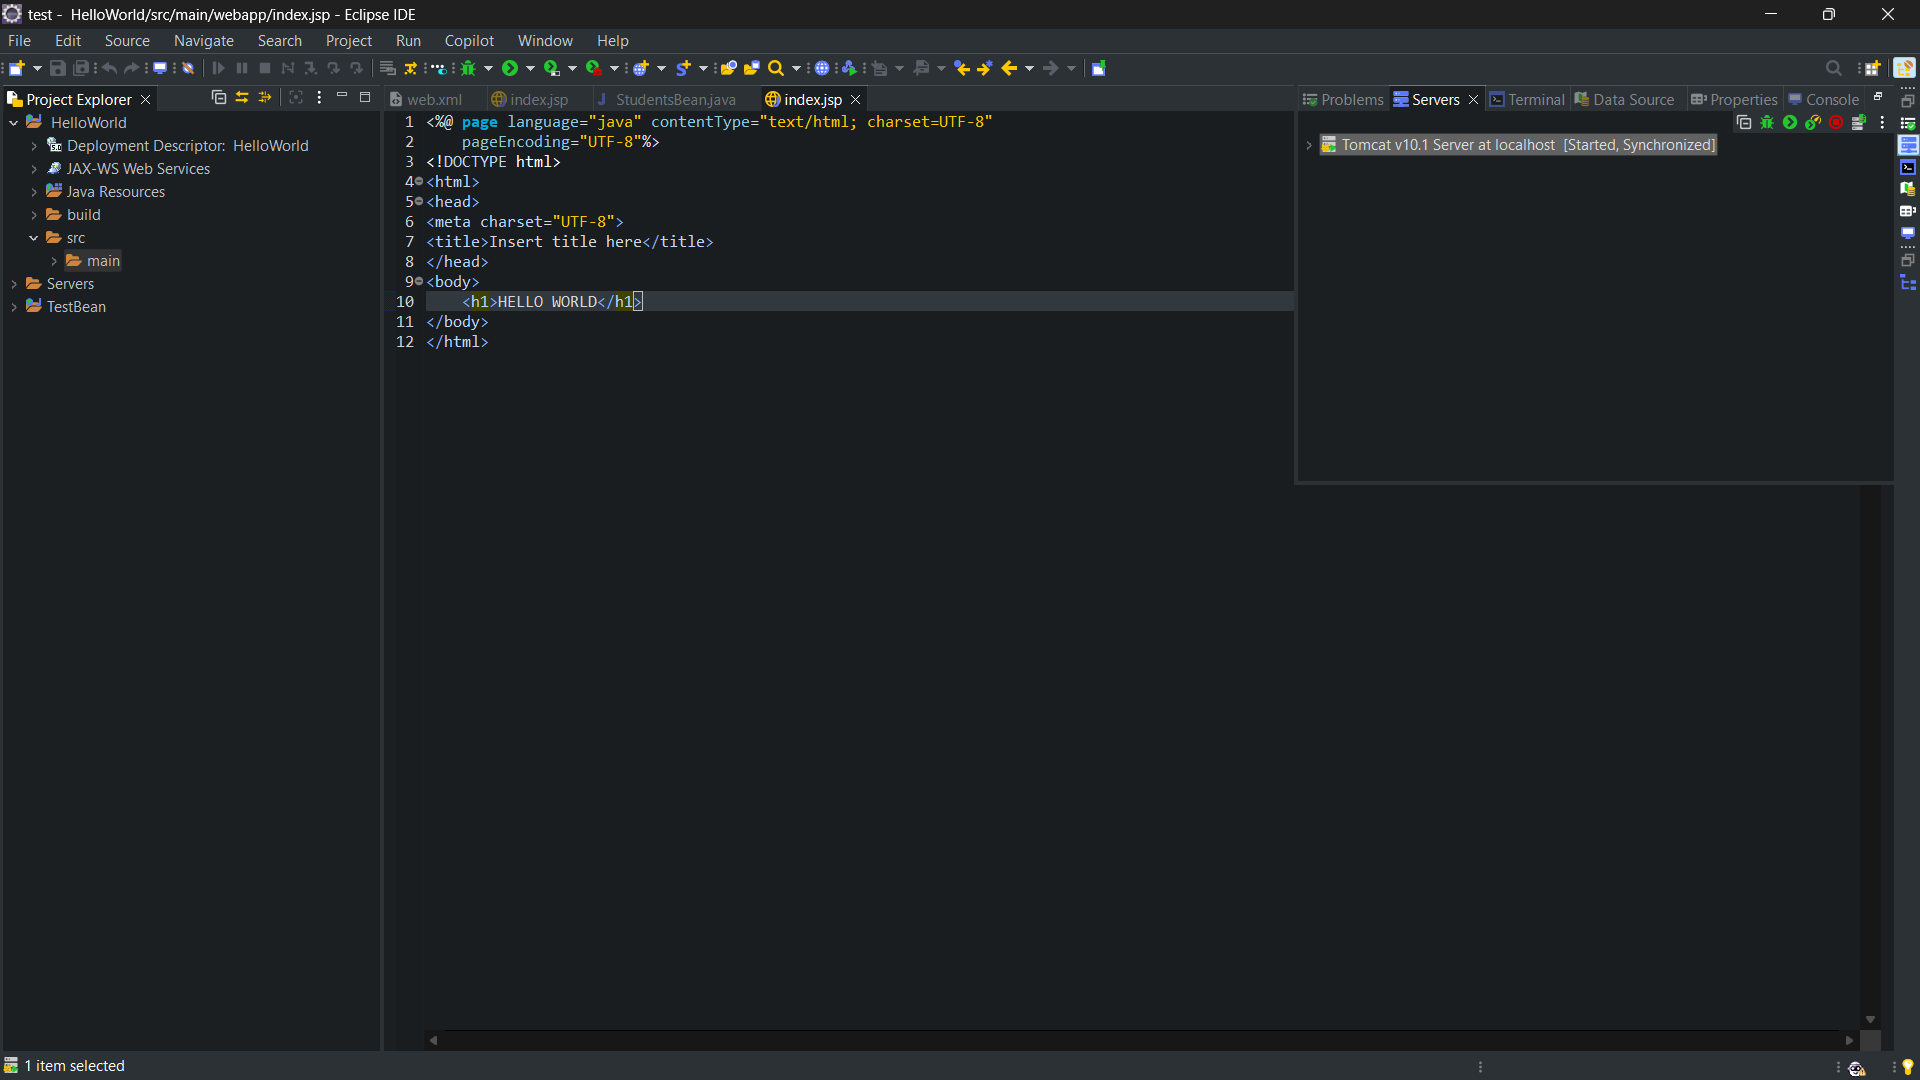 test - HelloWorld/src/main/webapp/index.jsp - Eclipse IDE
File Edit Source Navigate Search Project Run Copilot Window Help
Project Explorer
HelloWorld
Deployment Descriptor: HelloWorld
JAX-WS Web Services
Java Resources
build
src
main
Servers
TestBean
web.xml index.jsp StudentsBean.java index.jsp
1 <%@ page language="java" contentType="text/html; charset=UTF-8"
2 pageEncoding="UTF-8"%>
3 <!DOCTYPE html>
4 <html>
5 <head>
6 <meta charset="UTF-8">
7 <title>Insert title here</title>
8 </head>
9 <body>
10 <h1>HELLO WORLD</h1>
11 </body>
12 </html>
Problems Servers Terminal Data Source Properties Console
Tomcat v10.1 Server at localhost [Started, Synchronized]
1 item selected